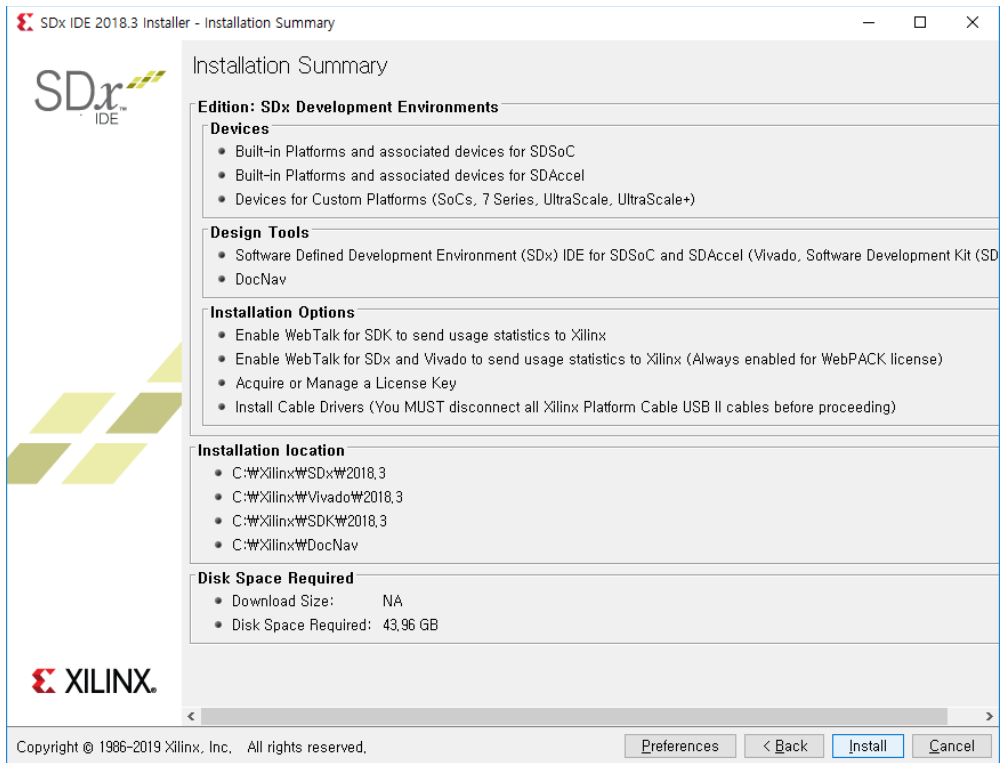 SDx IDE 2018.3 Installer - Installation Summary
SDx™
IDE
Installation Summary
Edition: SDx Development Environments
Devices
Built-in Platforms and associated devices for SDSoC
Built-in Platforms and associated devices for SDAccel
Devices for Custom Platforms (SoCs, 7 Series, UltraScale, UltraScale+)
Design Tools
Software Defined Development Environment (SDx) IDE for SDSoC and SDAccel (Vivado, Software Development Kit (SD
DocNav
Installation Options
Enable WebTalk for SDK to send usage statistics to Xilinx
Enable WebTalk for SDx and Vivado to send usage statistics to Xilinx (Always enabled for WebPACK license)
Acquire or Manage a License Key
Install Cable Drivers (You MUST disconnect all Xilinx Platform Cable USB II cables before proceeding)
Installation location
C:₩Xilinx₩SDx₩2018.3
C:₩Xilinx₩Vivado₩2018.3
C:₩Xilinx₩SDK₩2018.3
C:₩Xilinx₩DocNav
Disk Space Required
Download Size: NA
Disk Space Required: 43.96 GB
XILINX®
Copyright © 1986-2019 Xilinx, Inc. All rights reserved.
Preferences < Back Install Cancel